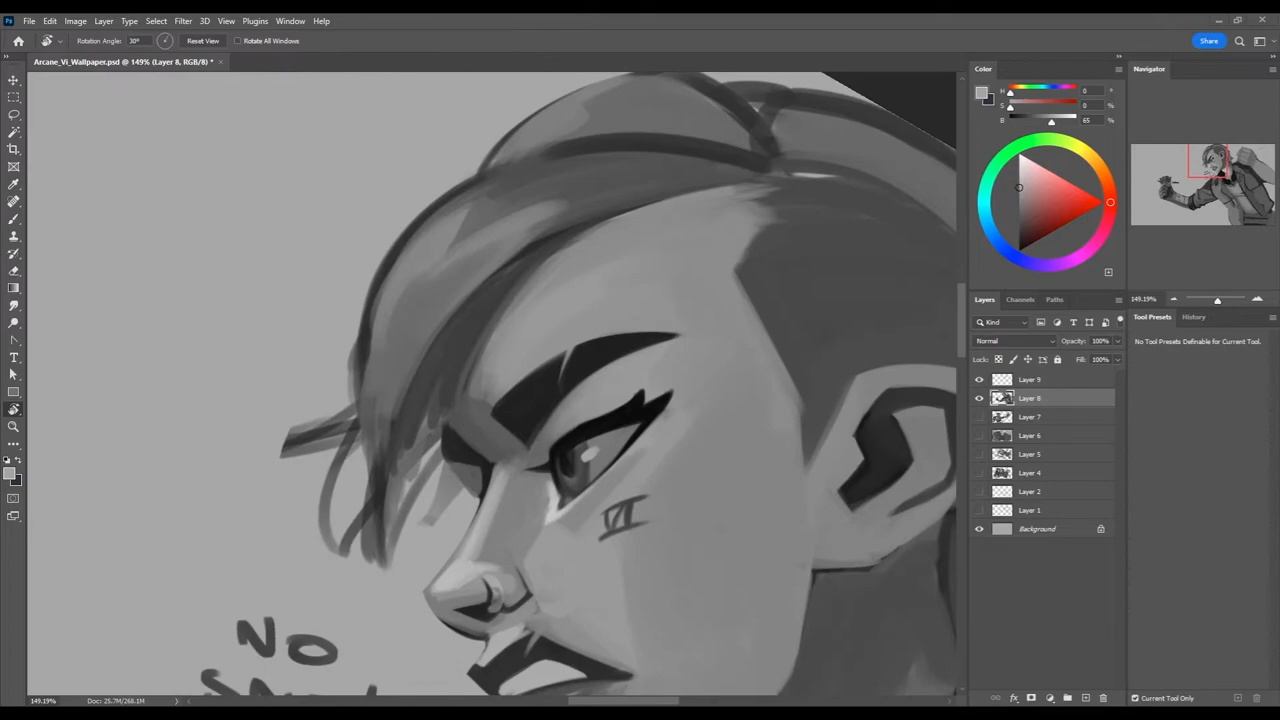 File Edit Image Layer Type Select Filter 3D View Plugins Window Help
Rotation Angle: 30° Reset View Rotate All Windows Share
Arcane_Vi_Wallpaper.psd @ 149% (Layer 8, RGB/8) * ×
Color
H 0 °
S 0 %
B 65 %
Navigator
149.19%
Layers Channels Paths
Kind
Normal Opacity: 100%
Lock: Fill: 100%
Layer 9
Layer 8
Layer 7
Layer 6
Layer 5
Layer 4
Layer 2
Layer 1
Background
Tool Presets History
No Tool Presets Definable for Current Tool.
VI
NO
149.19% Doc: 25.7M/268.1M
Current Tool Only